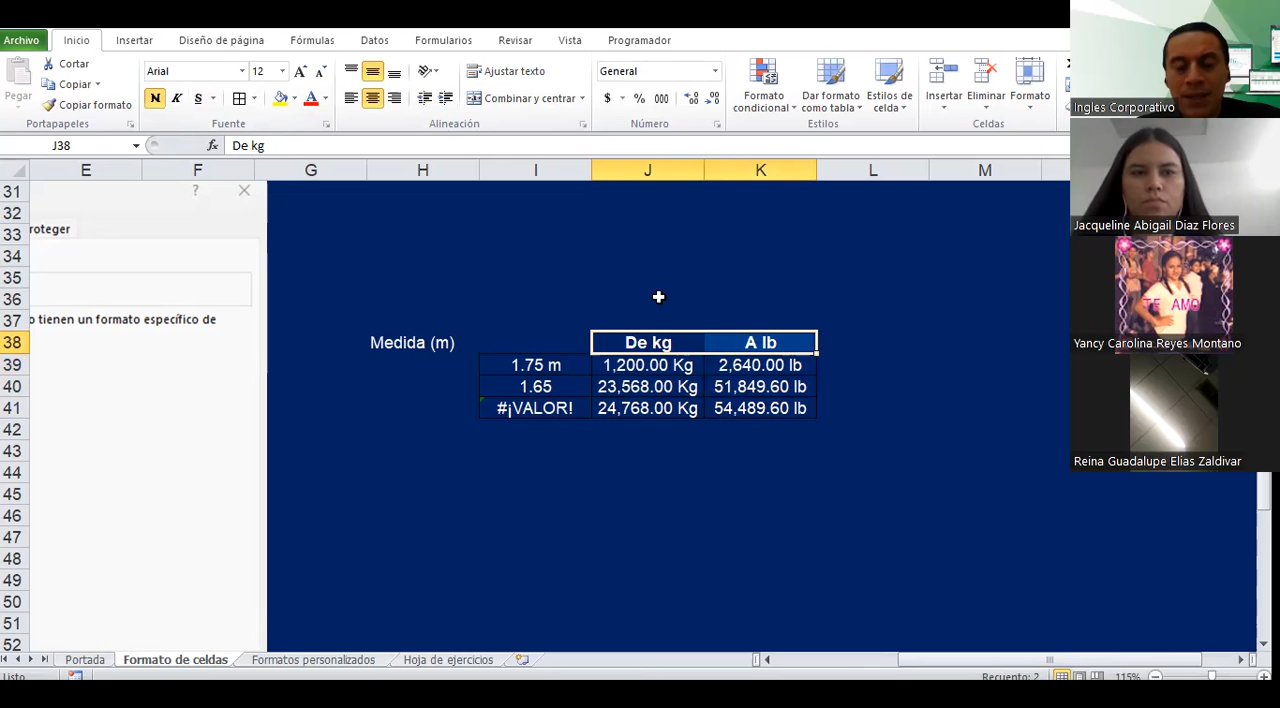 Archivo Inicio Insertar Diseño de página Fórmulas Datos Formularios Revisar Vista Programador
Pegar
Cortar
Copiar
Copiar formato
Portapapeles
Arial 12
N K S
Fuente
Ajustar texto
Combinar y centrar
Alineación
General
$ % 000
Número
Formato condicional
Dar formato como tabla
Estilos de celda
Estilos
Insertar
Eliminar
Formato
Celdas
J38 fx De kg
E F G H I J K L M
31
32
33
34
35
36
37
38
39
40
41
42
43
44
45
46
47
48
49
50
51
52
?
roteger
o tienen un formato específico de
Medida (m) De kg A lb
1.75 m 1,200.00 Kg 2,640.00 lb
1.65 23,568.00 Kg 51,849.60 lb
#¡VALOR! 24,768.00 Kg 54,489.60 lb
Portada Formato de celdas Formatos personalizados Hoja de ejercicios
Listo Recuento: 2 115%
Ingles Corporativo
Jacqueline Abigail Diaz Flores
TE AMO
Yancy Carolina Reyes Montano
Reina Guadalupe Elias Zaldivar